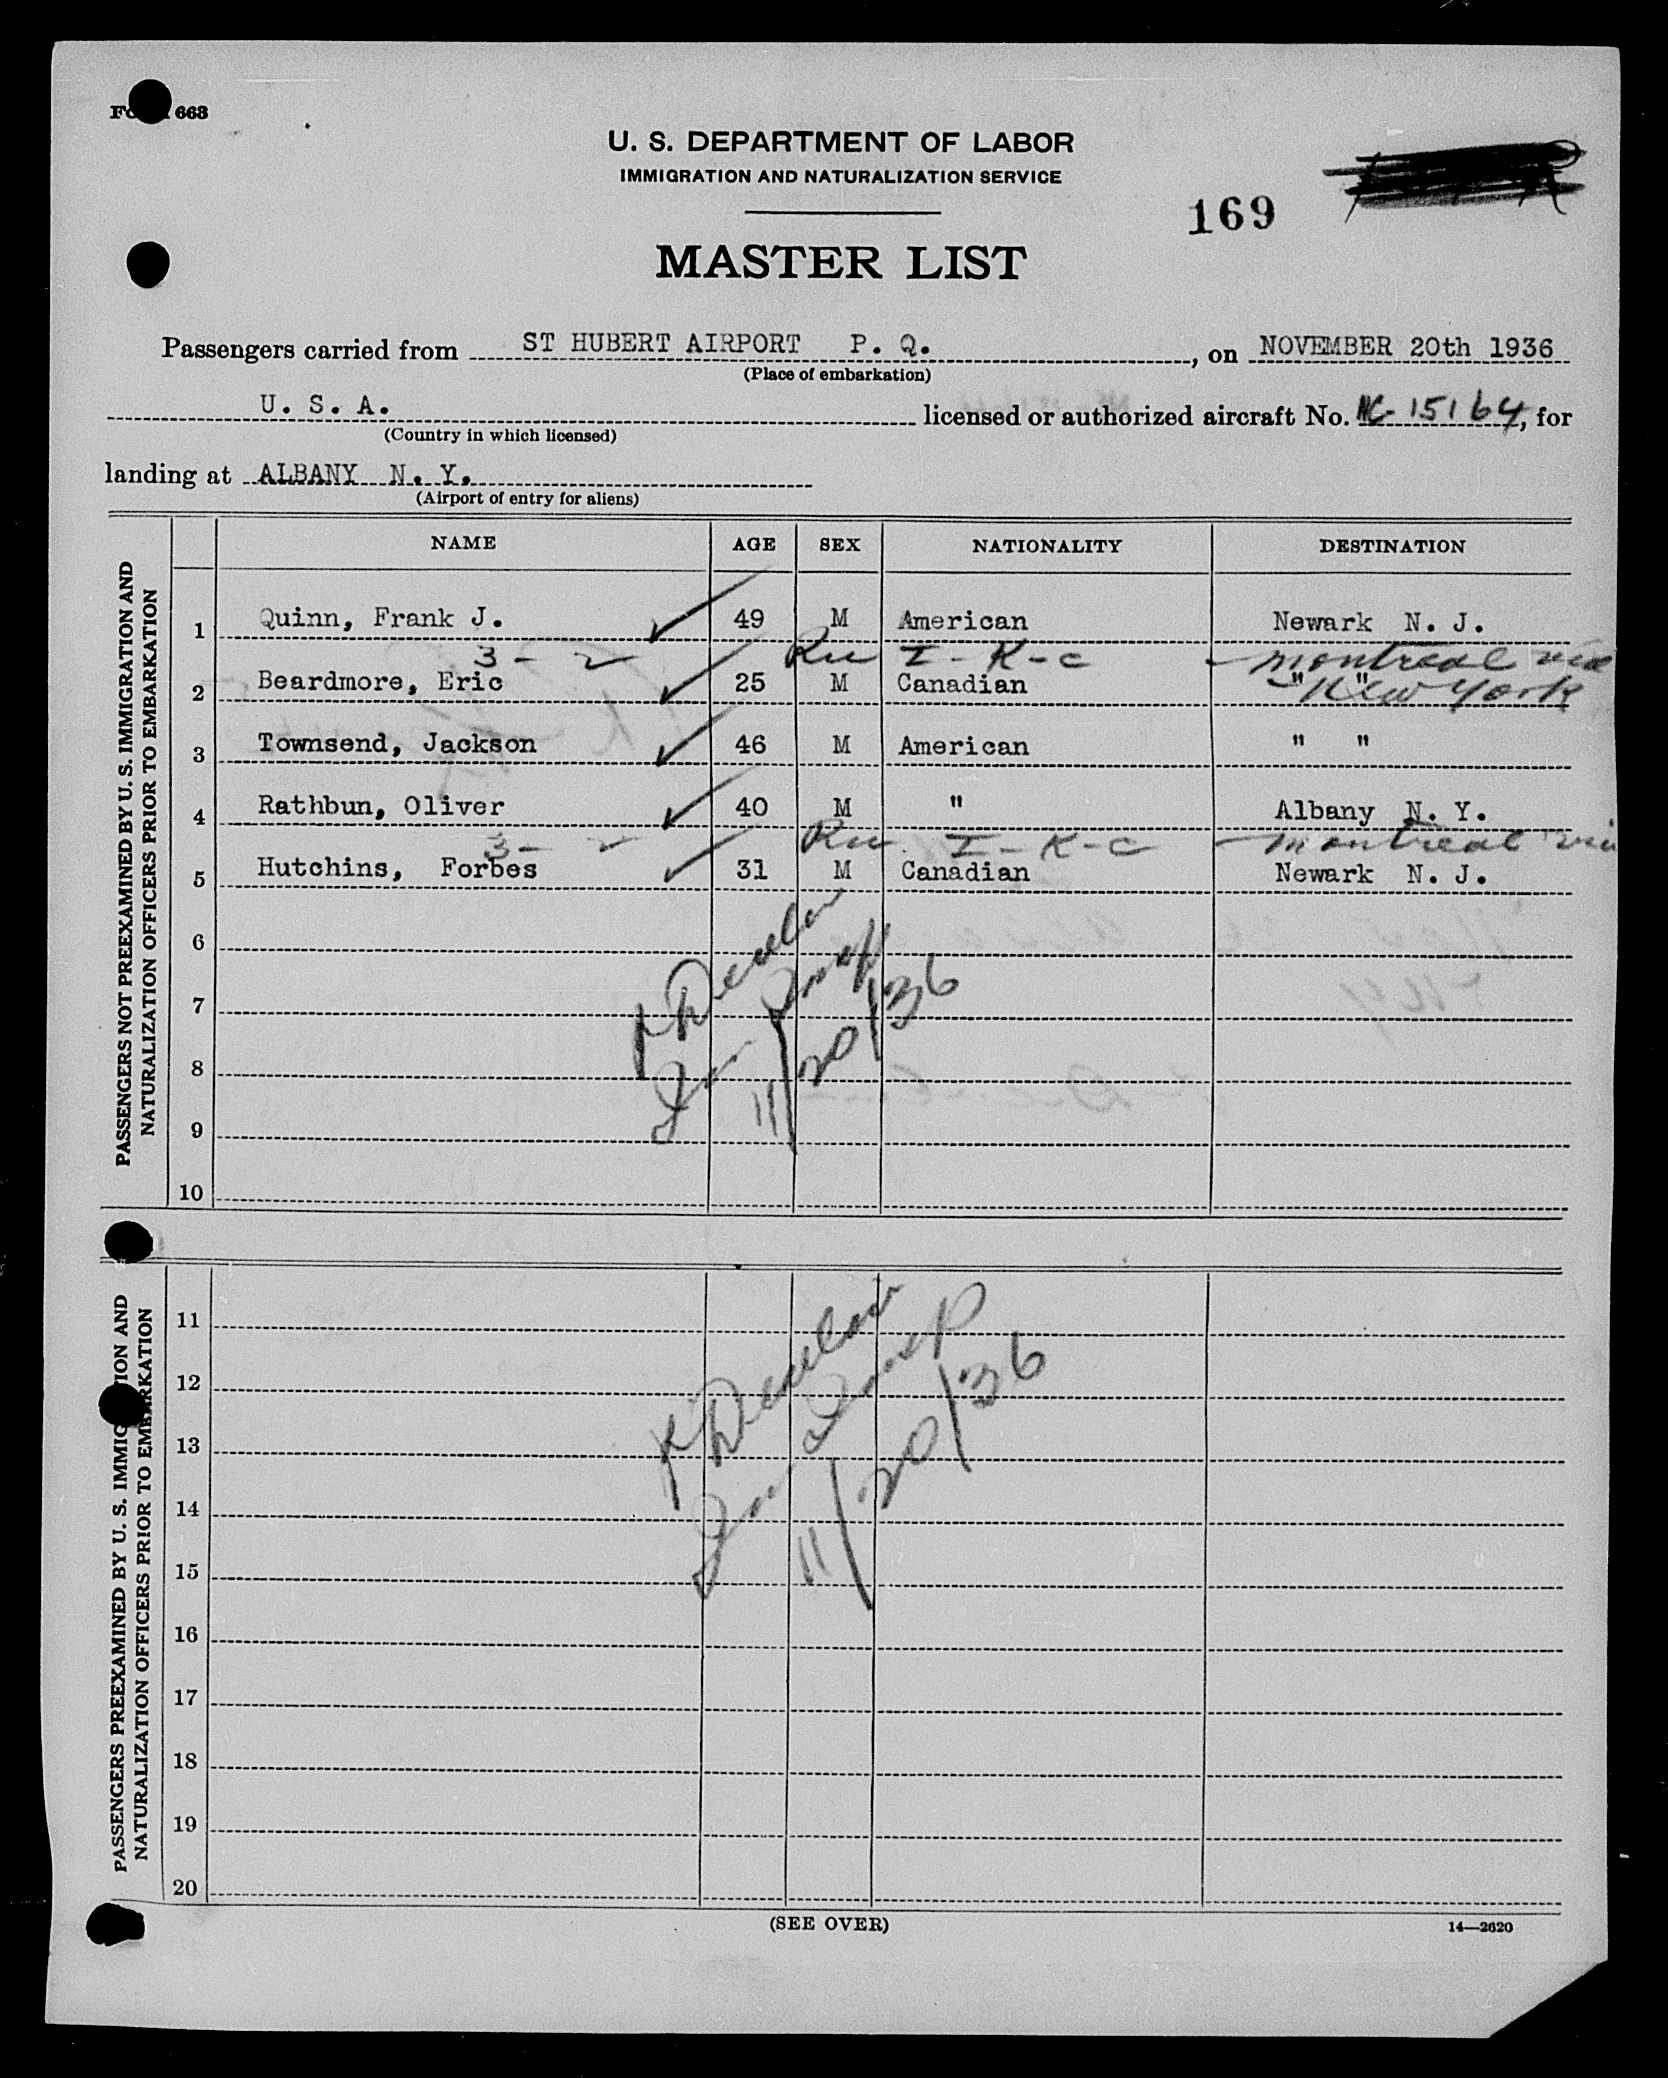 663
U. S. DEPARTMENT OF LABOR
IMMIGRATION AND NATURALIZATION SERVICE
169
MASTER LIST
Passengers carried from ST HUBERT AIRPORT P. Q., on NOVEMBER 20th 1936
(Place of embarkation)
U. S. A. licensed or authorized aircraft No. NC-15164, for
(Country in which licensed)
landing at ALBANY N. Y.
(Airport of entry for aliens)
PASSENGERS NOT PREEXAMINED BY U. S. IMMIGRATION AND
NATURALIZATION OFFICERS PRIOR TO EMBARKATION
NAME AGE SEX NATIONALITY DESTINATION
1 Quinn, Frank J. 49 M American Newark N. J.
3 - 2 I - K - C - Montreal via
2 Beardmore, Eric 25 M Canadian " "
New York
3 Townsend, Jackson 46 M American " "
4 Rathbun, Oliver 40 M " Albany N. Y.
3 - 2 I - K - C - Montreal via
5 Hutchins, Forbes 31 M Canadian Newark N. J.
6
7
8
9
10
11/20/36
PASSENGERS PREEXAMINED BY U. S. IMMIGRATION AND
NATURALIZATION OFFICERS PRIOR TO EMBARKATION
11
12
13
14
15
16
17
18
19
20
11/20/36
(SEE OVER)
14—2620